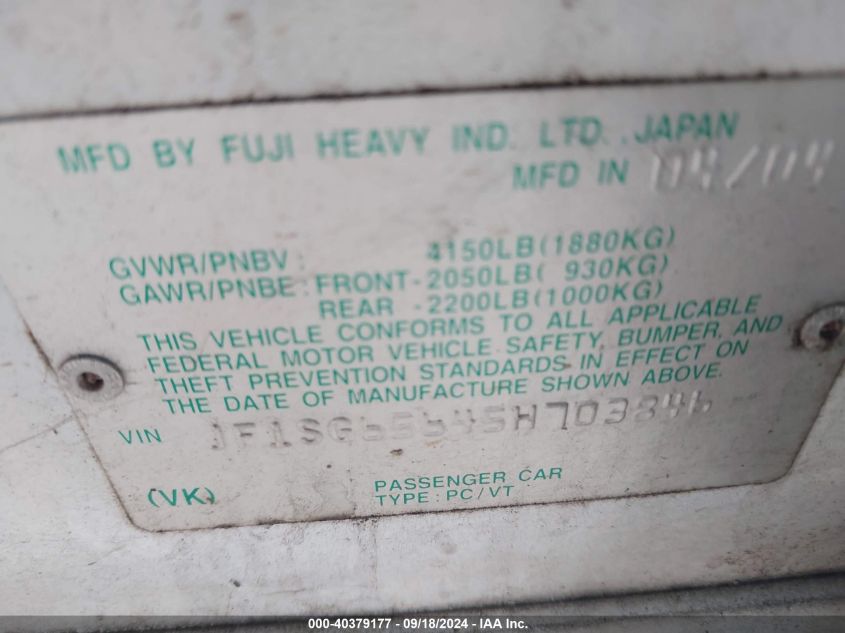 MFD BY FUJI HEAVY IND. LTD., JAPAN
MFD IN 04/04
GVWR/PNBV: 4150LB(1880KG)
GAWR/PNBE: FRONT-2050LB( 930KG)
REAR -2200LB(1000KG)
THIS VEHICLE CONFORMS TO ALL APPLICABLE
FEDERAL MOTOR VEHICLE SAFETY, BUMPER, AND
THEFT PREVENTION STANDARDS IN EFFECT ON
THE DATE OF MANUFACTURE SHOWN ABOVE.
VIN
(VK)
PASSENGER CAR
TYPE: PC/VT
000-40379177 - 09/18/2024 - IAA Inc.